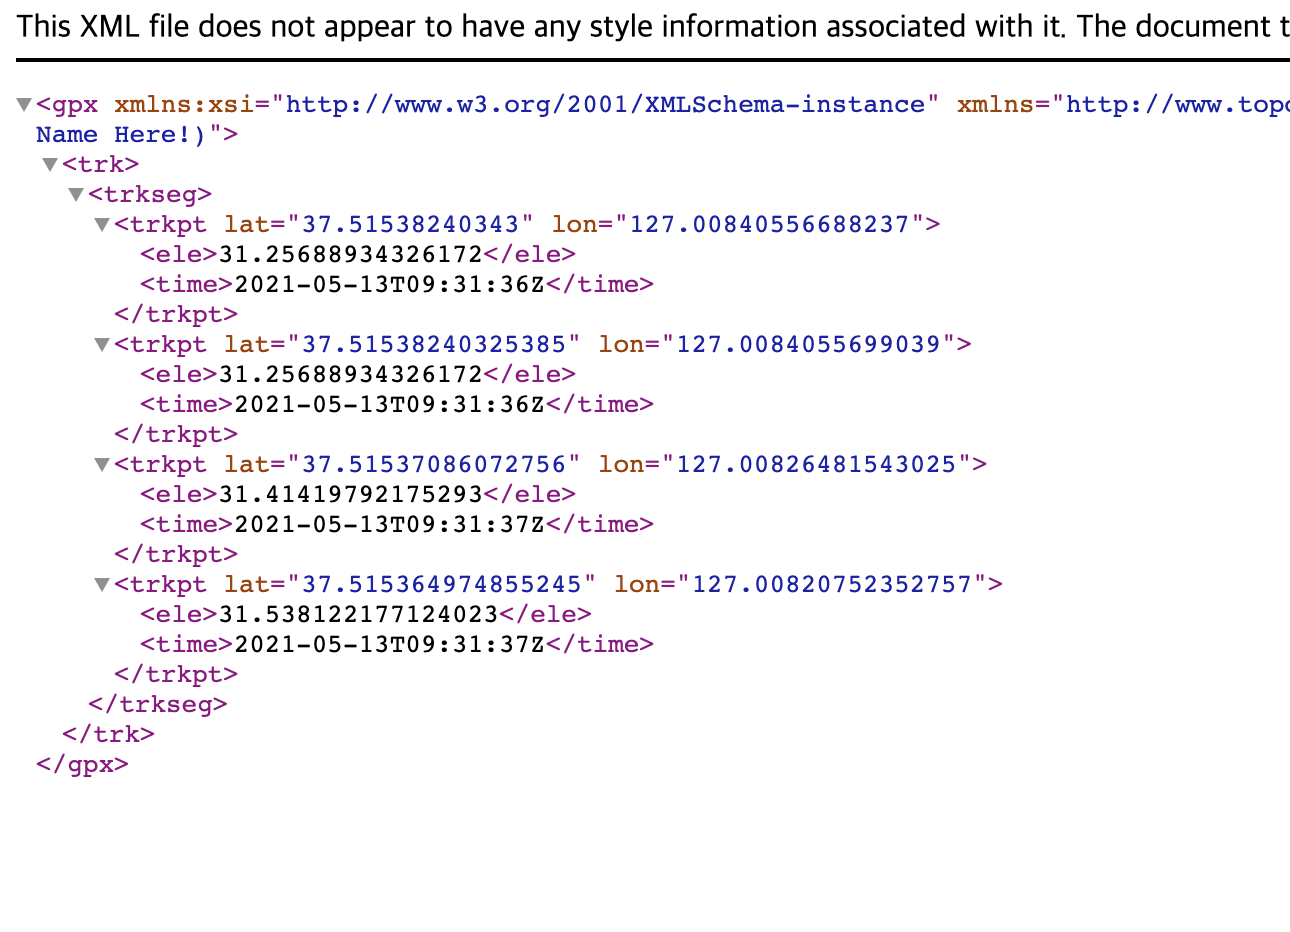 This XML file does not appear to have any style information associated with it. The document t
▼<gpx xmlns:xsi="http://www.w3.org/2001/XMLSchema-instance" xmlns="http://www.topo
Name Here!)">
▼<trk>
▼<trkseg>
▼<trkpt lat="37.51538240343" lon="127.00840556688237">
<ele>31.25688934326172</ele>
<time>2021-05-13T09:31:36Z</time>
</trkpt>
▼<trkpt lat="37.51538240325385" lon="127.0084055699039">
<ele>31.25688934326172</ele>
<time>2021-05-13T09:31:36Z</time>
</trkpt>
▼<trkpt lat="37.51537086072756" lon="127.00826481543025">
<ele>31.41419792175293</ele>
<time>2021-05-13T09:31:37Z</time>
</trkpt>
▼<trkpt lat="37.515364974855245" lon="127.00820752352757">
<ele>31.538122177124023</ele>
<time>2021-05-13T09:31:37Z</time>
</trkpt>
</trkseg>
</trk>
</gpx>